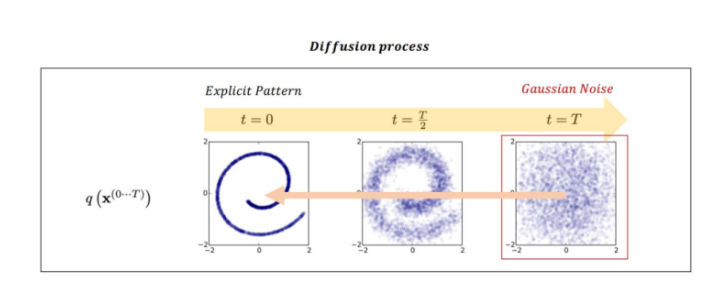 Diffusion process
Explicit Pattern
Gaussian Noise
t = 0
t = T/2
t = T
q (x^(0⋯T))
2
0
−2
−2 0 2
2
0
−2
−2 0 2
2
0
−2
−2 0 2